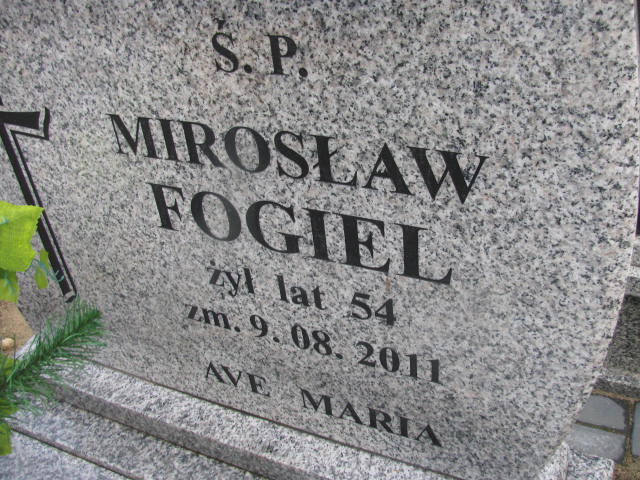 Ś. P.
MIROSŁAW
FOGIEL
żył lat 54
zm. 9. 08. 2011
AVE MARIA